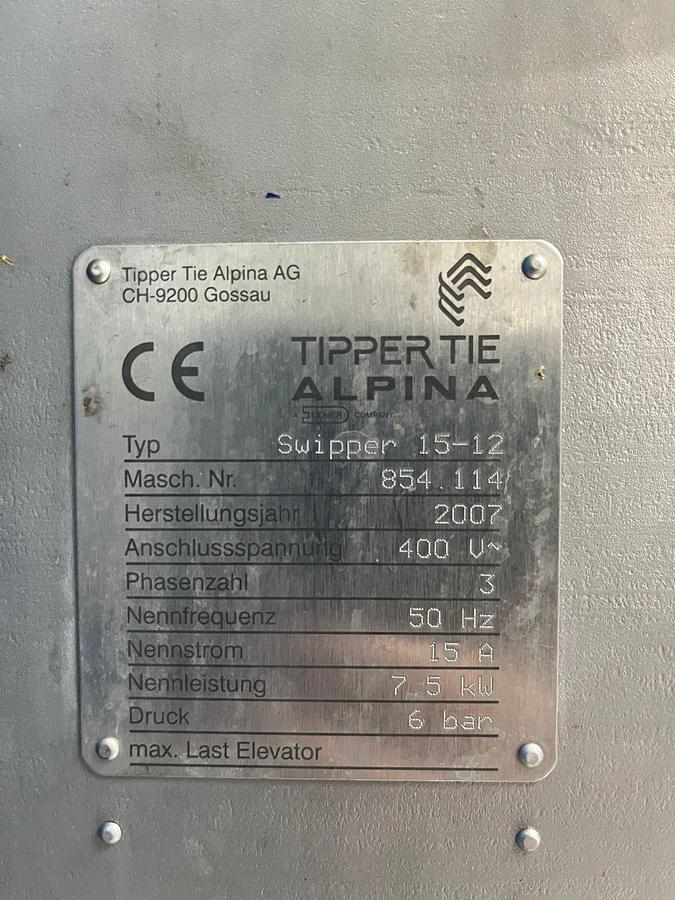 Tipper Tie Alpina AG
CH-9200 Gossau
CE
TIPPER TIE
ALPINA
A DOVER COMPANY
Typ Swipper 15-12
Masch. Nr. 854.114
Herstellungsjahr 2007
Anschlussspannung 400 V~
Phasenzahl 3
Nennfrequenz 50 Hz
Nennstrom 15 A
Nennleistung 7.5 kW
Druck 6 bar
max. Last Elevator